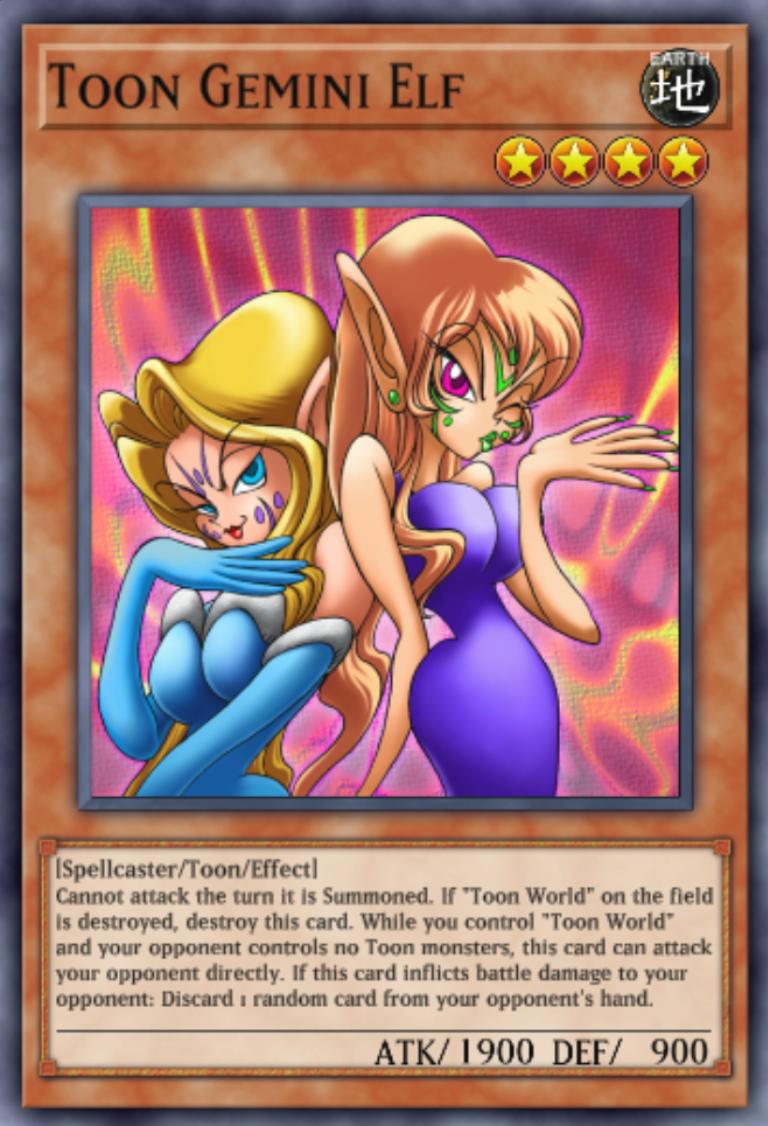 Toon Gemini Elf
EARTH
地
[Spellcaster/Toon/Effect]
Cannot attack the turn it is Summoned. If "Toon World" on the field
is destroyed, destroy this card. While you control "Toon World"
and your opponent controls no Toon monsters, this card can attack
your opponent directly. If this card inflicts battle damage to your
opponent: Discard 1 random card from your opponent's hand.
ATK/ 1900 DEF/ 900